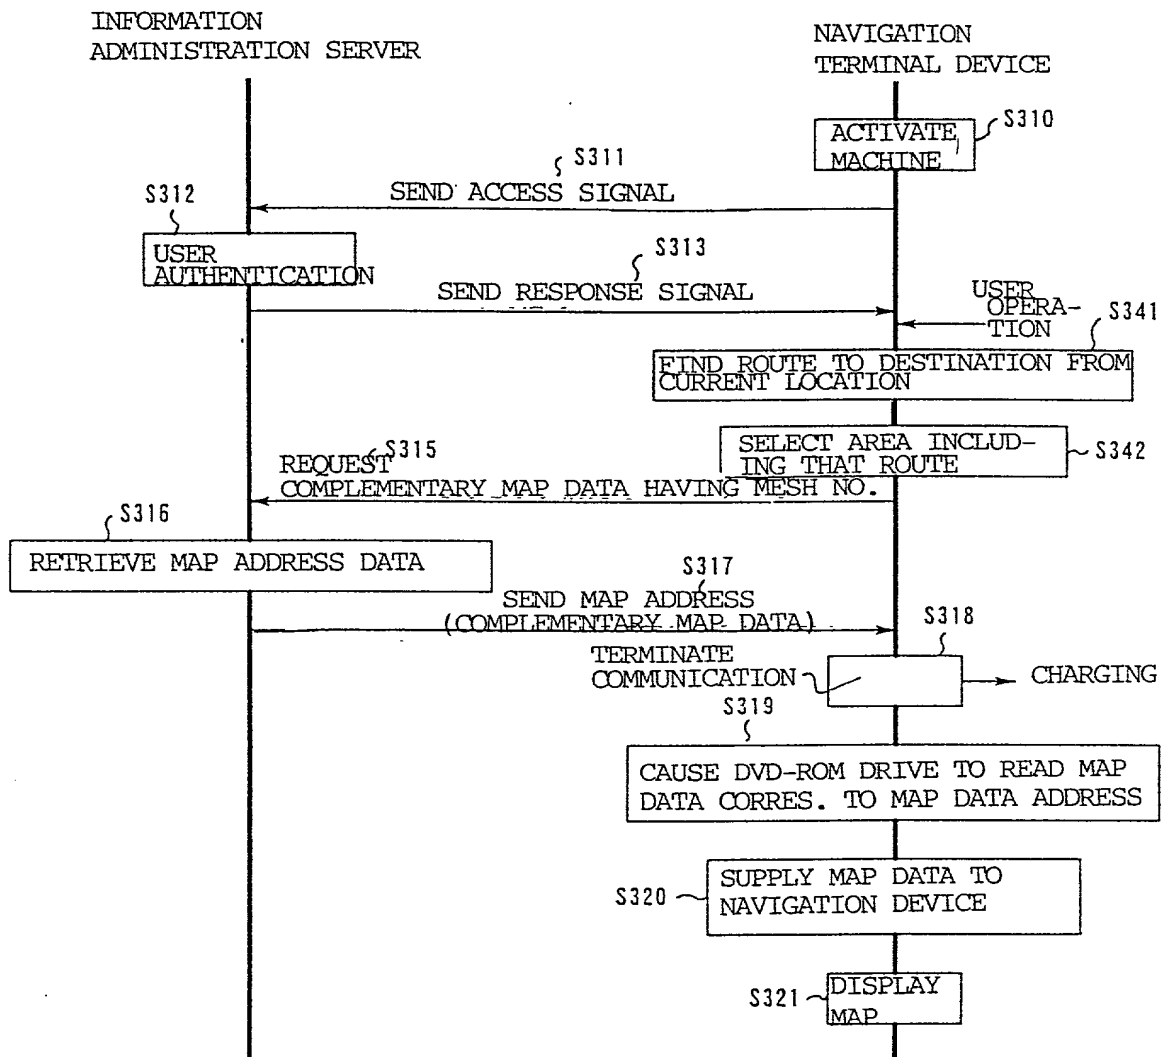 INFORMATION
ADMINISTRATION SERVER
NAVIGATION
TERMINAL DEVICE
S310
ACTIVATE
MACHINE
S311
SEND ACCESS SIGNAL
S312
USER
AUTHENTICATION
S313
SEND RESPONSE SIGNAL
USER
OPERA-
TION
S341
FIND ROUTE TO DESTINATION FROM
CURRENT LOCATION
SELECT AREA INCLUD-
ING THAT ROUTE
S342
S315
REQUEST
COMPLEMENTARY MAP DATA HAVING MESH NO.
S316
RETRIEVE MAP ADDRESS DATA
S317
SEND MAP ADDRESS
(COMPLEMENTARY MAP DATA)
S318
TERMINATE
COMMUNICATION
CHARGING
S319
CAUSE DVD-ROM DRIVE TO READ MAP
DATA CORRES. TO MAP DATA ADDRESS
S320
SUPPLY MAP DATA TO
NAVIGATION DEVICE
S321
DISPLAY
MAP